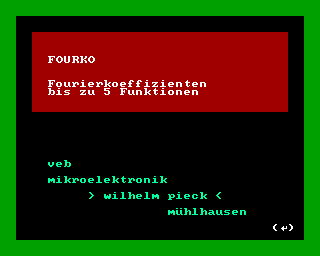 FOURKO
Fourierkoeffizienten
bis zu 5 Funktionen
veb
mikroelektronik
> wilhelm pieck <
mühlhausen
(↵)